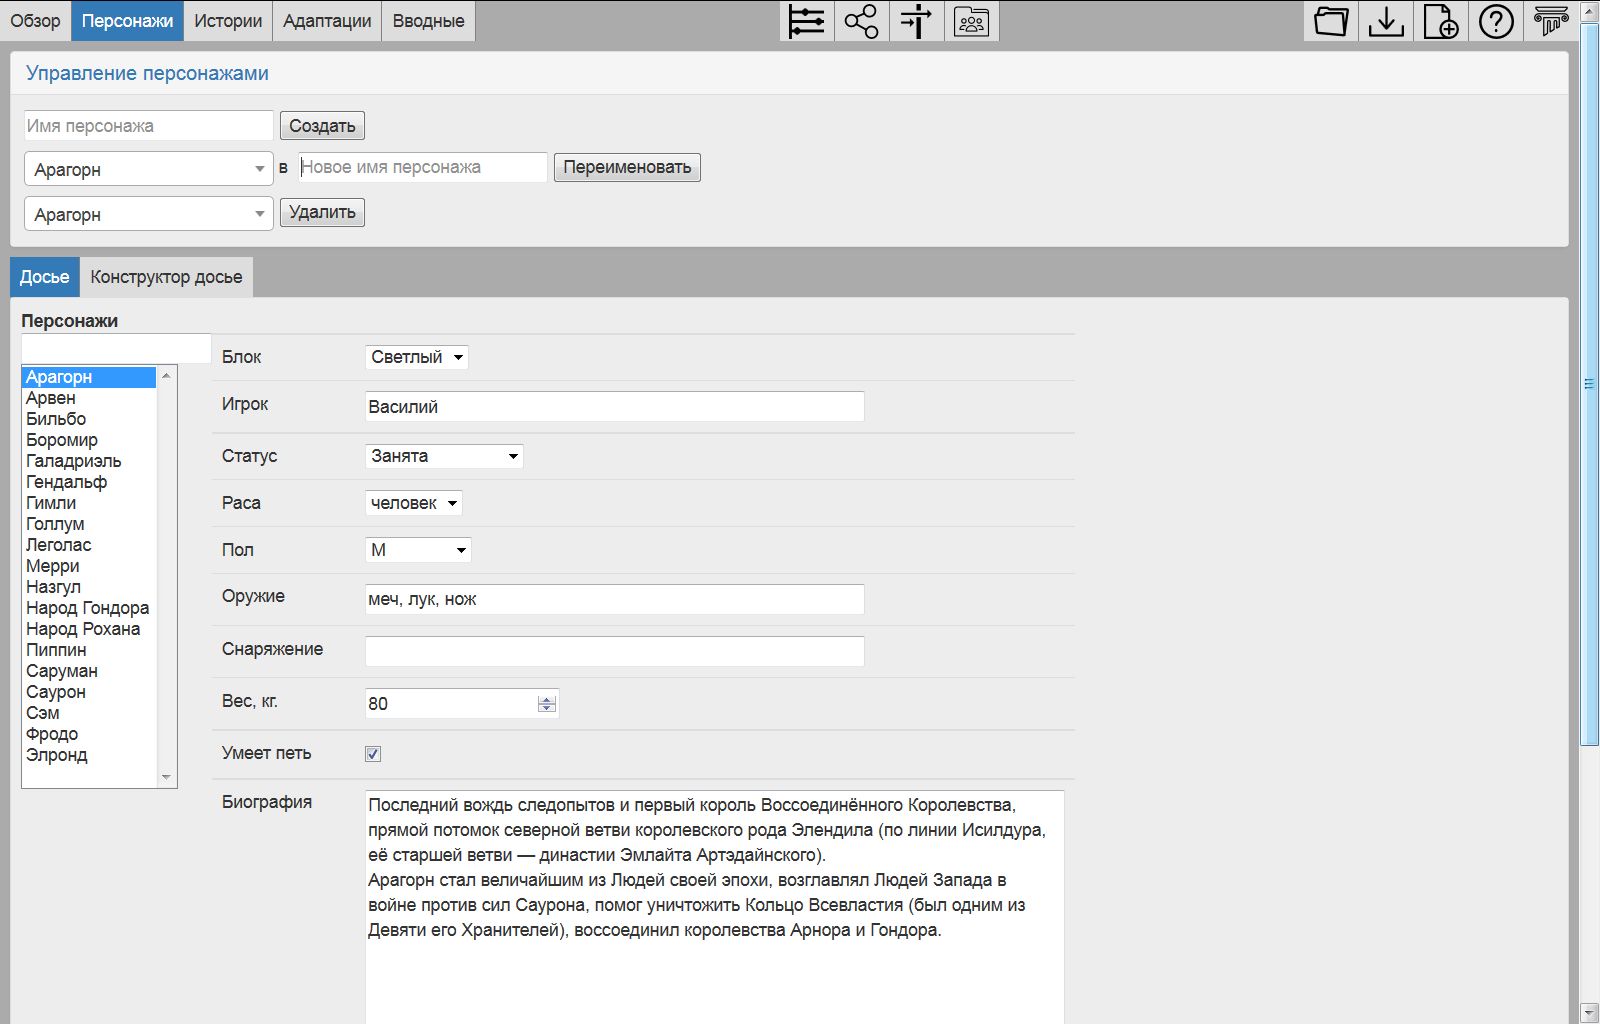 Обзор Персонажи Истории Адаптации Вводные
Управление персонажами
Имя персонажа Создать
Арагорн в Новое имя персонажа Переименовать
Арагорн Удалить
Досье Конструктор досье
Персонажи
Арагорн
Арвен
Бильбо
Боромир
Галадриэль
Гендальф
Гимли
Голлум
Леголас
Мерри
Назгул
Народ Гондора
Народ Рохана
Пиппин
Саруман
Саурон
Сэм
Фродо
Элронд
Блок Светлый
Игрок Василий
Статус Занята
Раса человек
Пол М
Оружие меч, лук, нож
Снаряжение
Вес, кг. 80
Умеет петь
Биография
Последний вождь следопытов и первый король Воссоединённого Королевства,
прямой потомок северной ветви королевского рода Элендила (по линии Исилдура,
её старшей ветви — династии Эмлайта Артэдайнского).
Арагорн стал величайшим из Людей своей эпохи, возглавлял Людей Запада в
войне против сил Саурона, помог уничтожить Кольцо Всевластия (был одним из
Девяти его Хранителей), воссоединил королевства Арнора и Гондора.